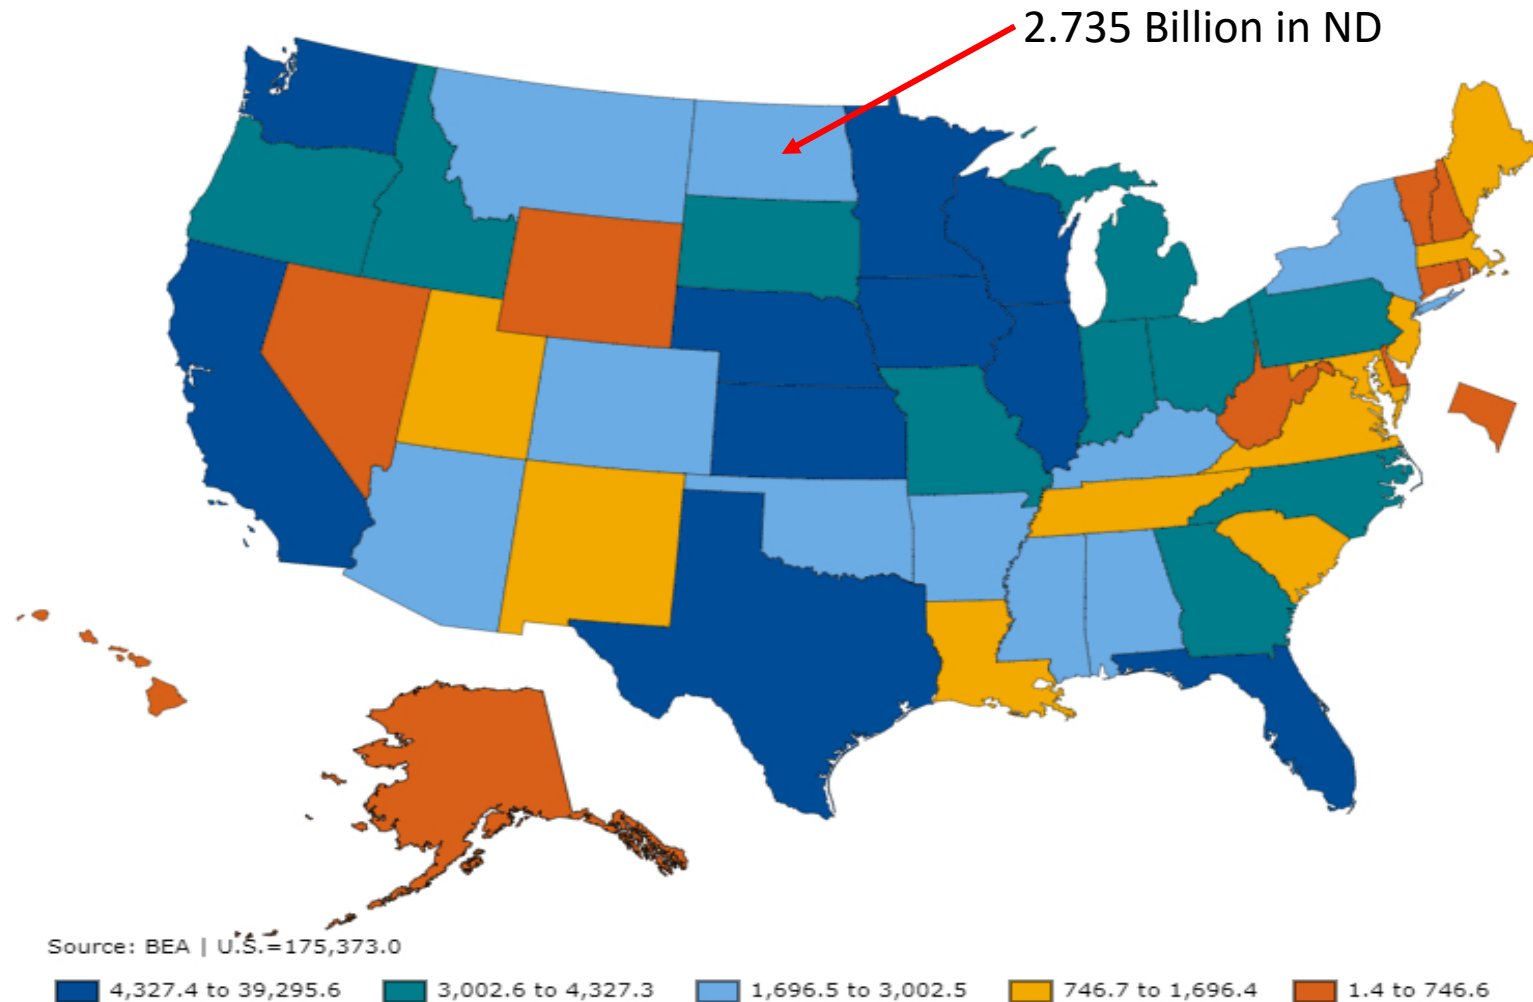 2.735 Billion in ND
Source: BEA | U.S.=175,373.0
4,327.4 to 39,295.6 3,002.6 to 4,327.3 1,696.5 to 3,002.5 746.7 to 1,696.4 1.4 to 746.6